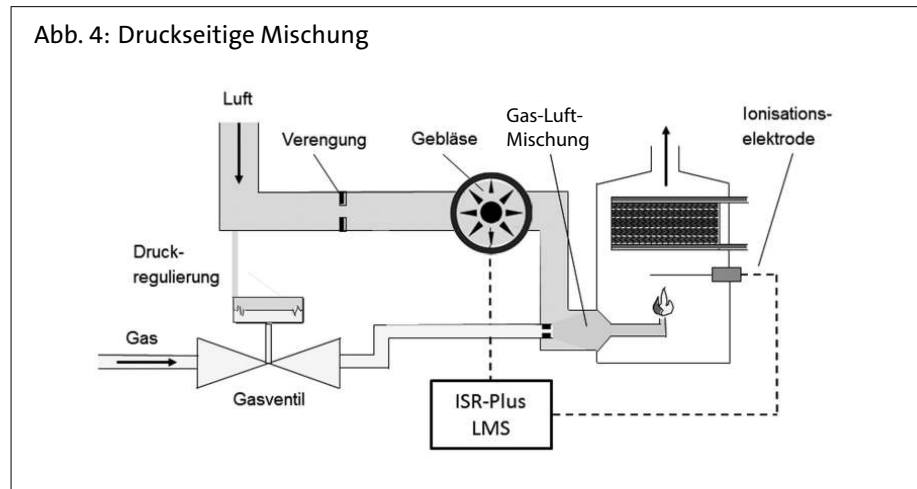 Abb. 4: Druckseitige Mischung
Luft
Verengung
Gebläse
Gas-Luft-
Mischung
Ionisations-
elektrode
Druck-
regulierung
Gas
Gasventil
ISR-Plus
LMS